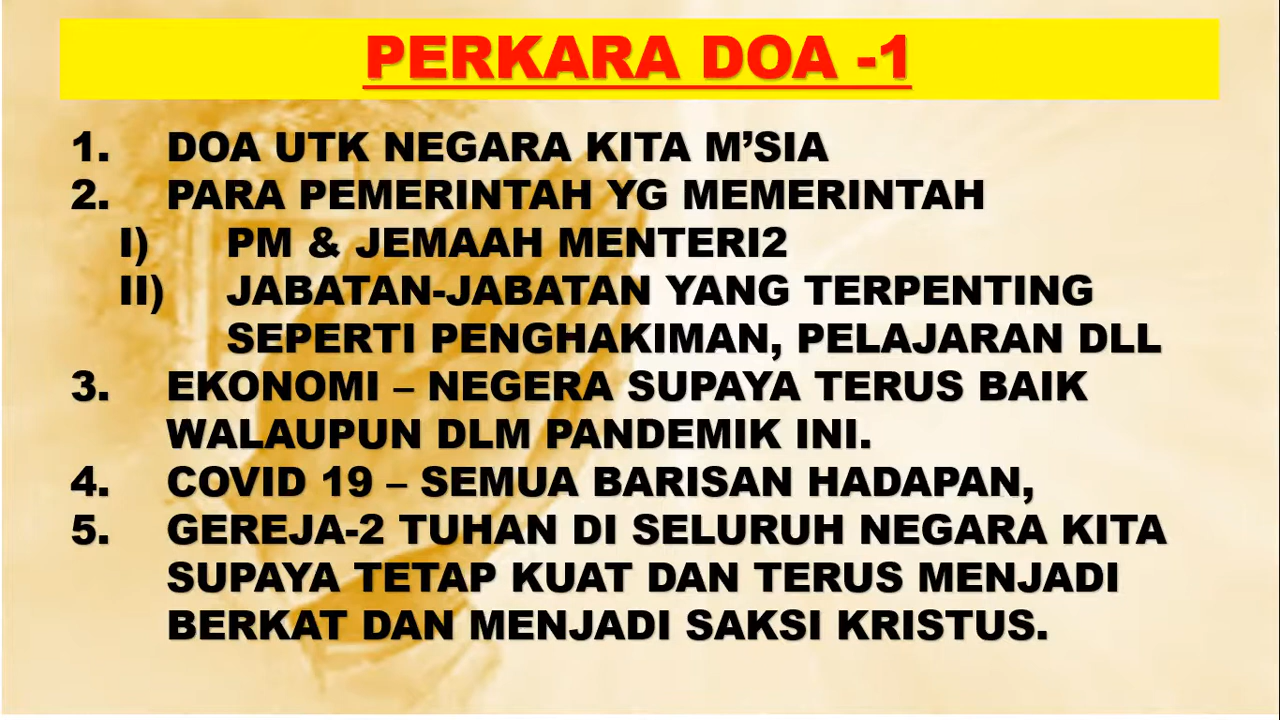 PERKARA DOA -1
1. DOA UTK NEGARA KITA M’SIA
2. PARA PEMERINTAH YG MEMERINTAH
I) PM & JEMAAH MENTERI2
II) JABATAN-JABATAN YANG TERPENTING
SEPERTI PENGHAKIMAN, PELAJARAN DLL
3. EKONOMI – NEGERA SUPAYA TERUS BAIK
WALAUPUN DLM PANDEMIK INI.
4. COVID 19 – SEMUA BARISAN HADAPAN,
5. GEREJA-2 TUHAN DI SELURUH NEGARA KITA
SUPAYA TETAP KUAT DAN TERUS MENJADI
BERKAT DAN MENJADI SAKSI KRISTUS.